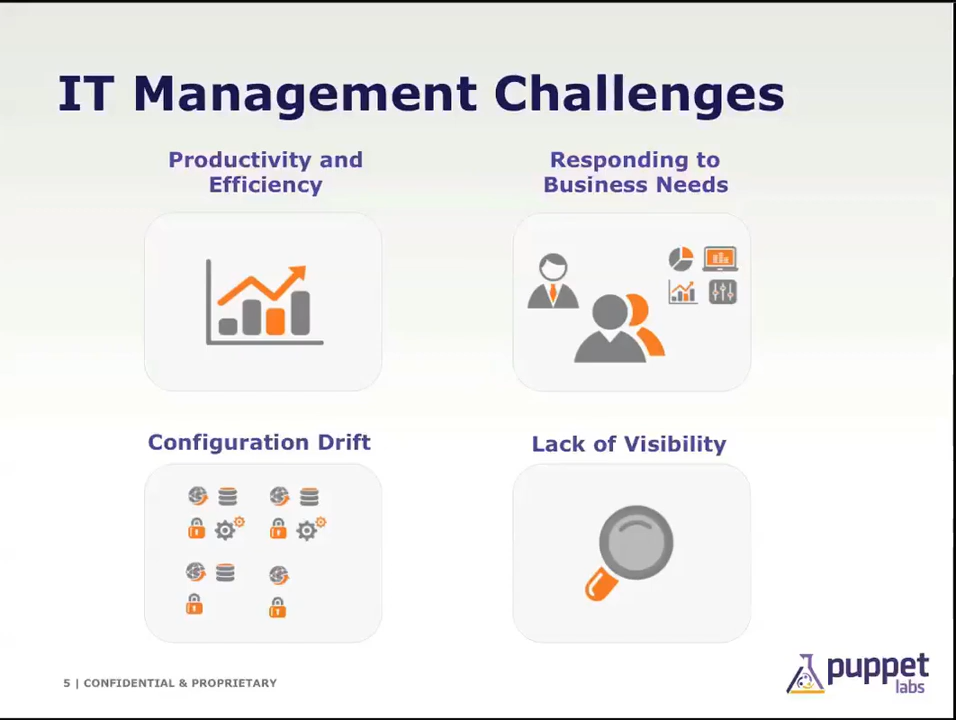 IT Management Challenges
Productivity and
Efficiency
Responding to
Business Needs
Configuration Drift
Lack of Visibility
5 | CONFIDENTIAL & PROPRIETARY
puppet
labs